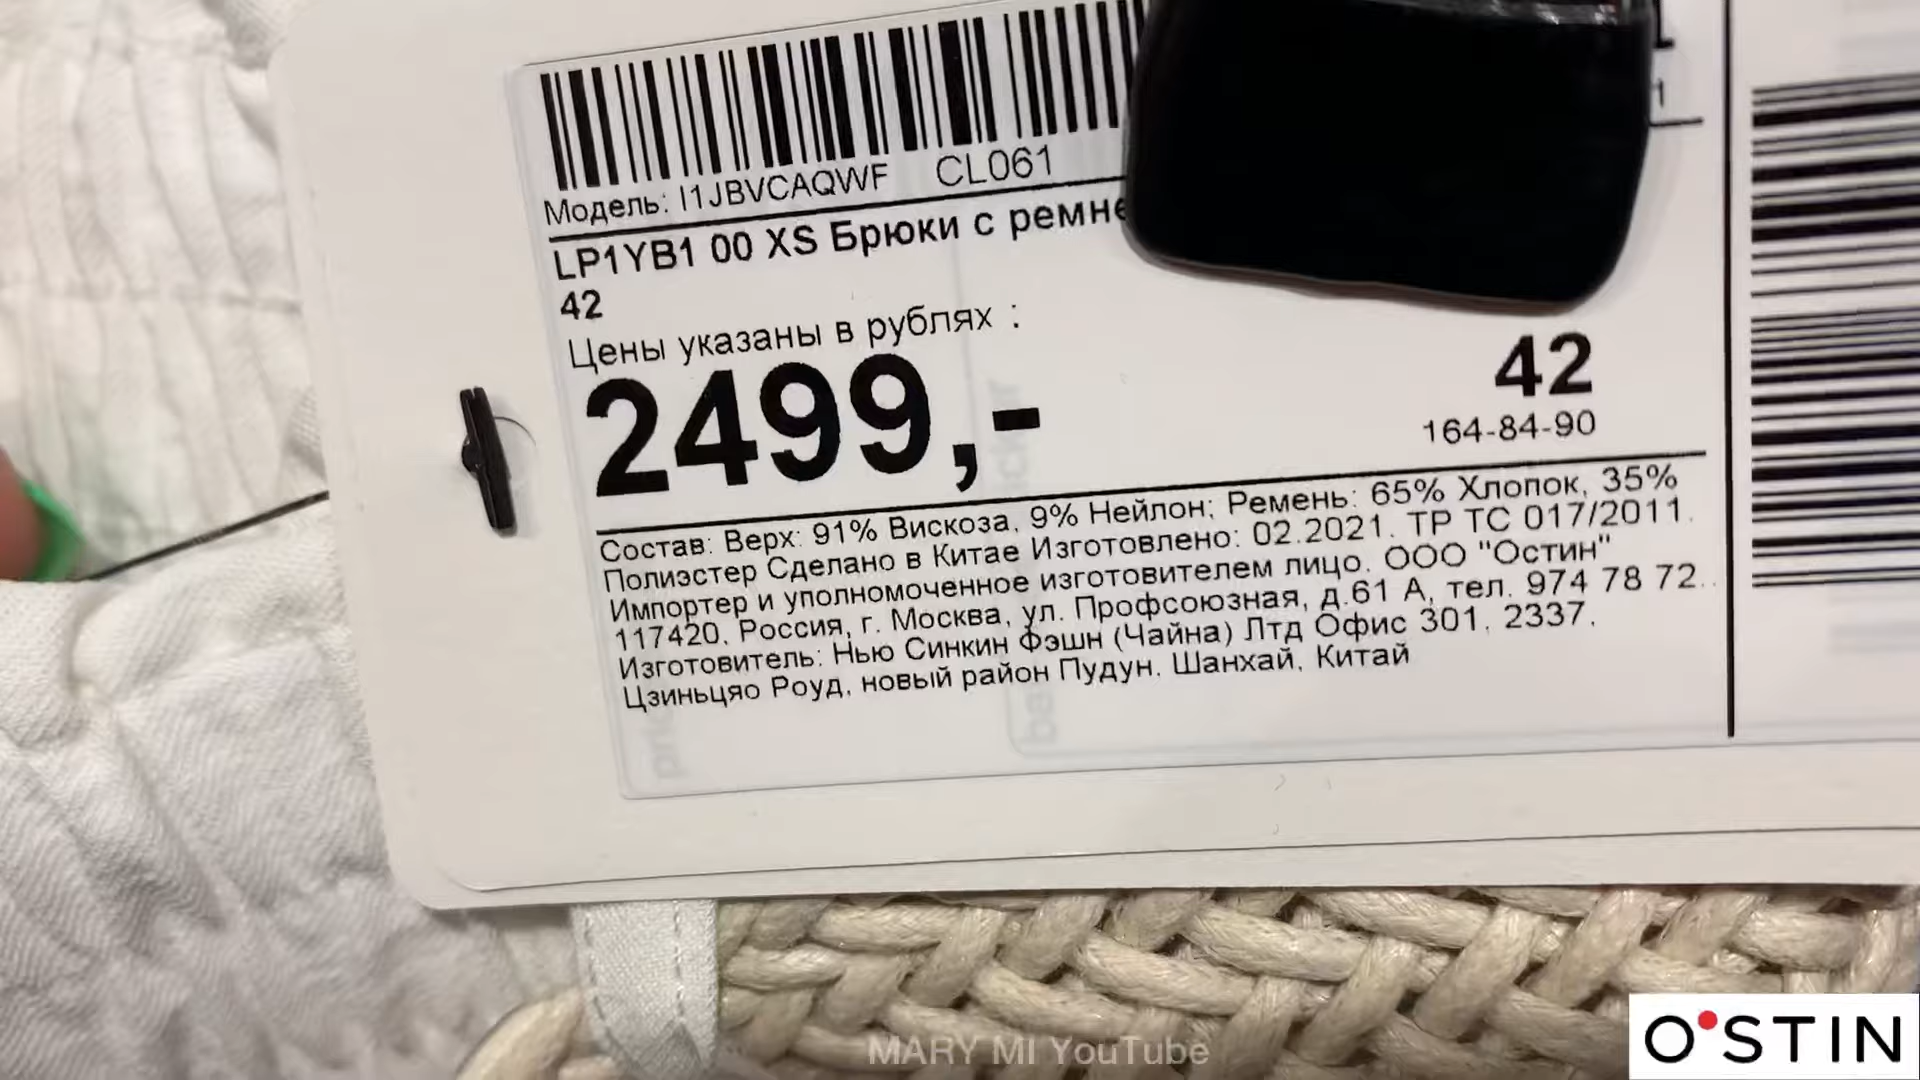 Модель: I1JBVCAQWF CL061
LP1YB1 00 XS Брюки с
42
Цены указаны в рублях :
2499,-
42
164-84-90
Состав: Верх: 91% Вискоза, 9% Нейлон; Ремень: 65% Хлопок, 35%
Полиэстер Сделано в Китае Изготовлено: 02.2021. ТР ТС 017/2011.
Импортер и уполномоченное изготовителем лицо. ООО "Остин"
117420, Россия, г. Москва, ул. Профсоюзная, д.61 А, тел. 974 78 72.
Изготовитель: Нью Синкин Фэшн (Чайна) Лтд Офис 301, 2337,
Цзиньцяо Роуд, новый район Пудун. Шанхай, Китай
MARY MI YouTube
O'STIN